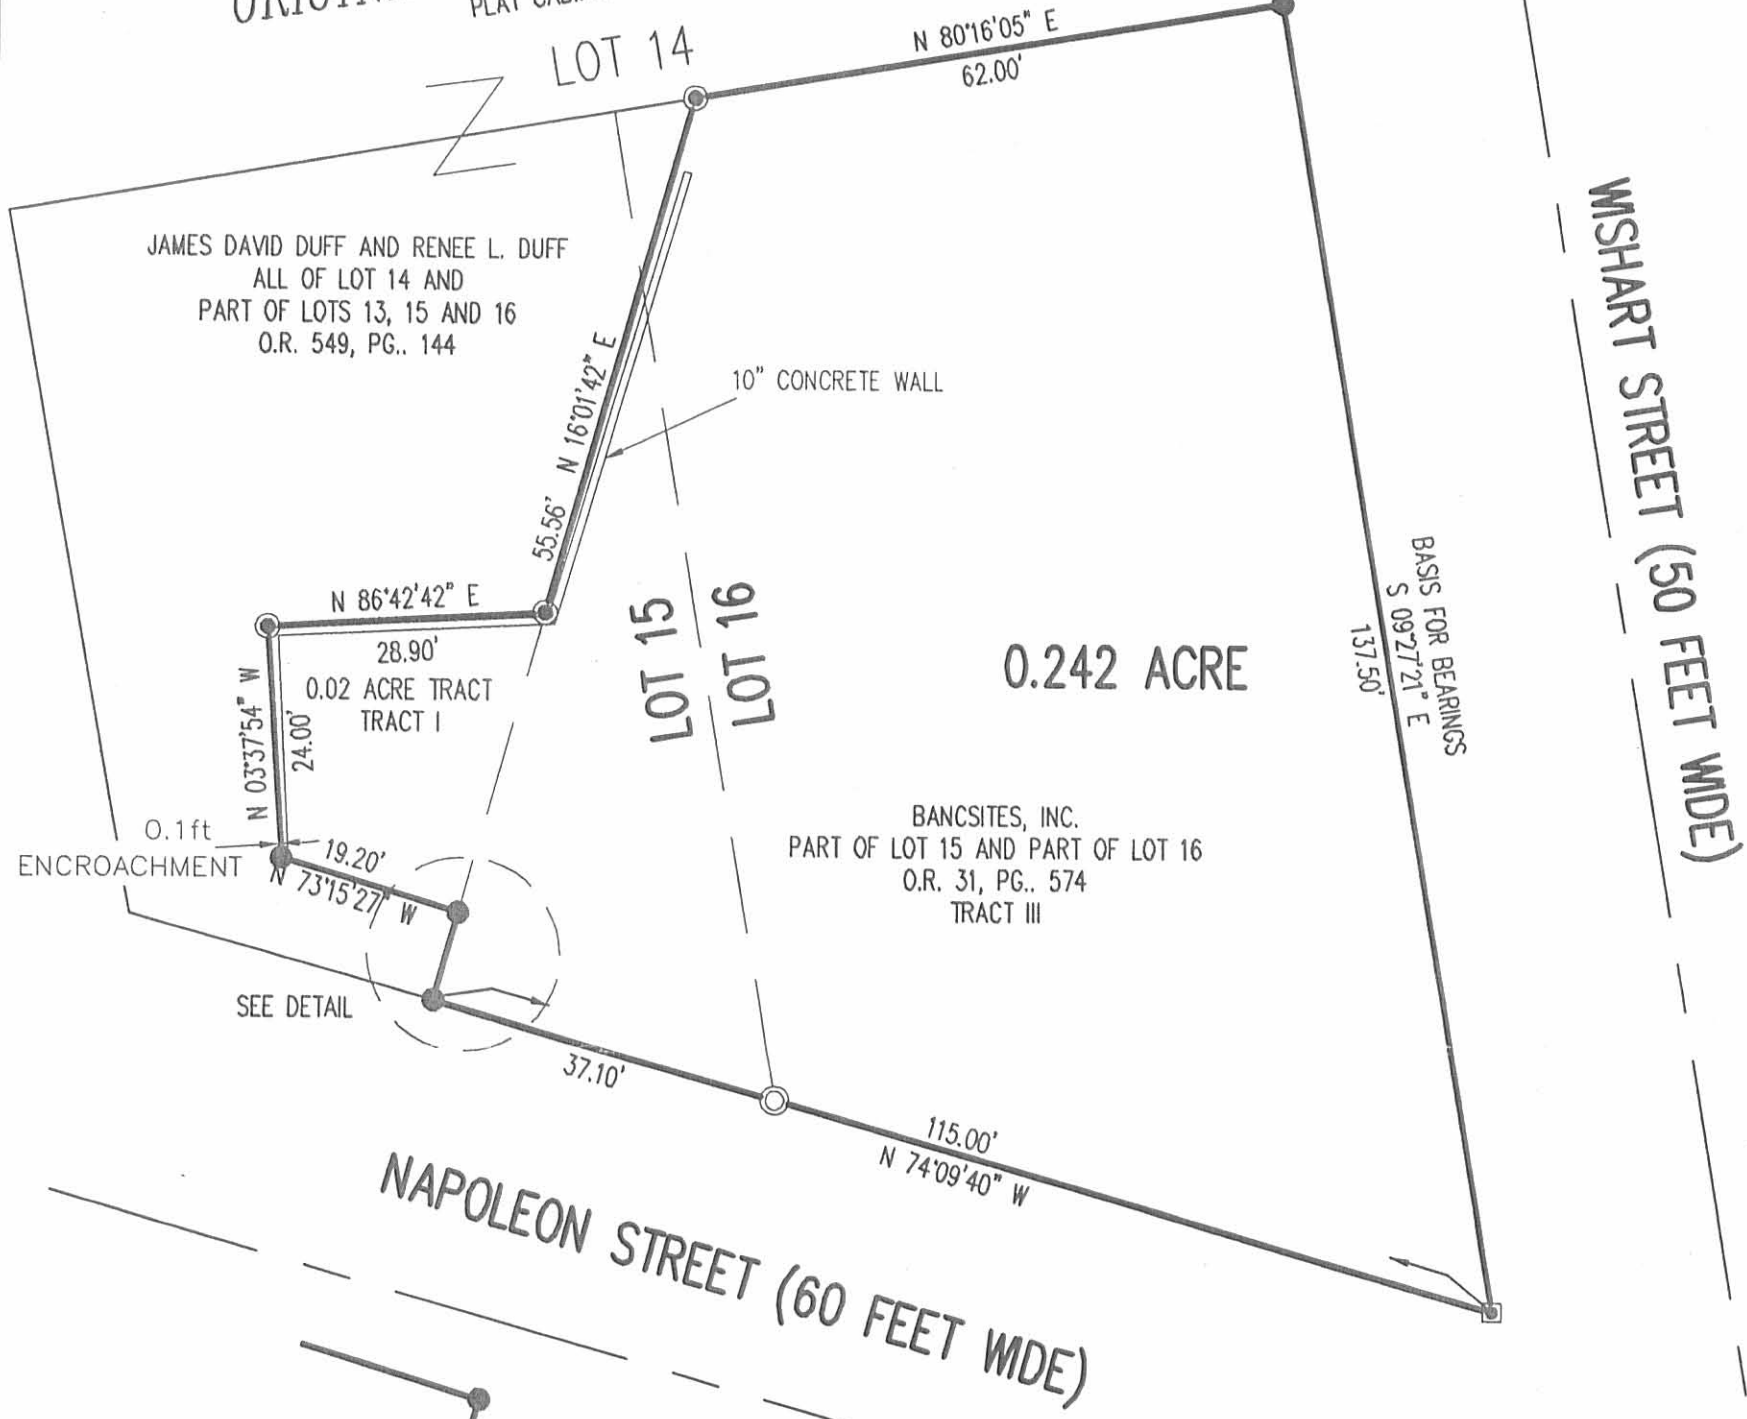 LOT 14
N 80°16'05" E
62.00'
JAMES DAVID DUFF AND RENEE L. DUFF
ALL OF LOT 14 AND
PART OF LOTS 13, 15 AND 16
O.R. 549, PG.. 144
N 16°01'42" E
55.56'
10" CONCRETE WALL
WISHART STREET (50 FEET WIDE)
BASIS FOR BEARINGS
S 09°27'21" E
137.50'
N 86°42'42" E
28.90'
0.02 ACRE TRACT
TRACT I
LOT 15
LOT 16
0.242 ACRE
N 03°37'54" W
24.00'
0.1ft
ENCROACHMENT
19.20'
N 73°15'27" W
BANCSITES, INC.
PART OF LOT 15 AND PART OF LOT 16
O.R. 31, PG.. 574
TRACT III
SEE DETAIL
37.10'
115.00'
N 74°09'40" W
NAPOLEON STREET (60 FEET WIDE)